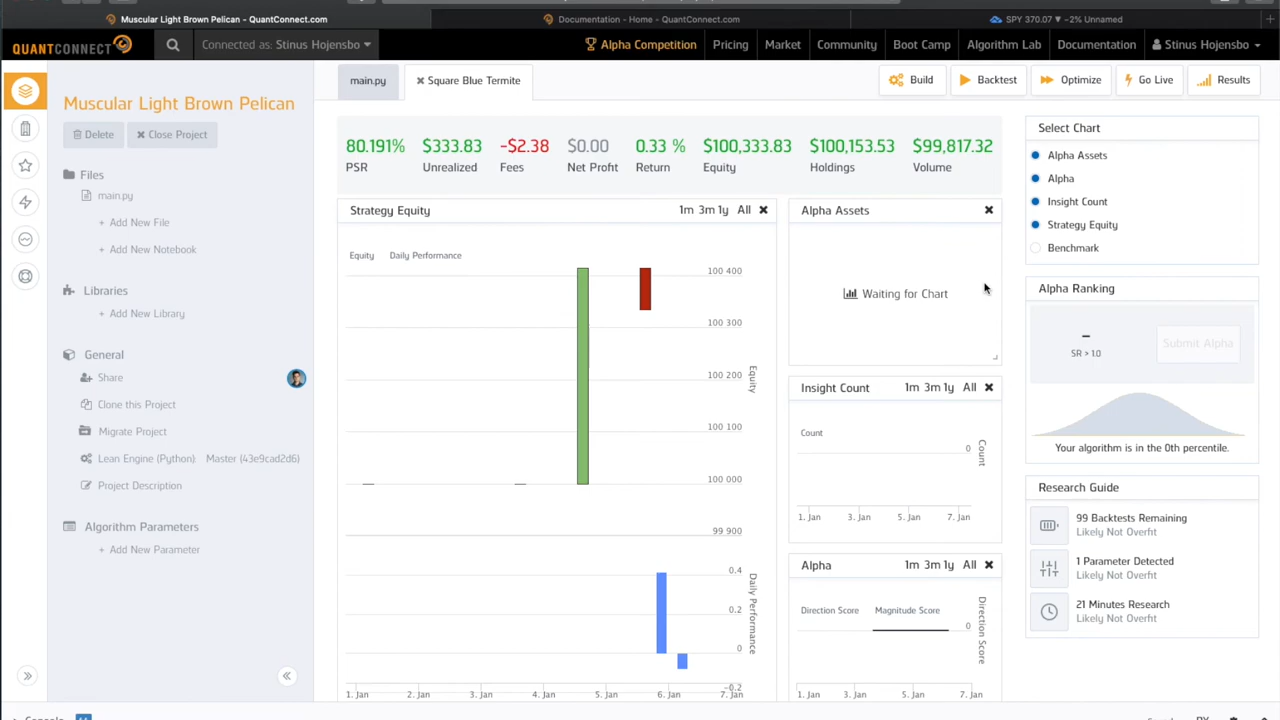 Muscular Light Brown Pelican - QuantConnect.com
Documentation - Home - QuantConnect.com
SPY 370.07 ▼ −2% Unnamed
QUANTCONNECT
Connected as: Stinus Hojensbo
Alpha Competition
Pricing
Market
Community
Boot Camp
Algorithm Lab
Documentation
Stinus Hojensbo
Muscular Light Brown Pelican
Delete
Close Project
Files
main.py
+ Add New File
+ Add New Notebook
Libraries
+ Add New Library
General
Share
Clone this Project
Migrate Project
Lean Engine (Python): Master (43e9cad2d6)
Project Description
Algorithm Parameters
+ Add New Parameter
main.py
Square Blue Termite
Build
Backtest
Optimize
Go Live
Results
80.191% $333.83 -$2.38 $0.00 0.33 % $100,333.83 $100,153.53 $99,817.32
PSR Unrealized Fees Net Profit Return Equity Holdings Volume
Strategy Equity 1m 3m 1y All
Equity Daily Performance
100 400
100 300
100 200
100 100
100 000
99 900
Equity
0.4
0.2
0
−0.2
Daily Performance
1. Jan 2. Jan 3. Jan 4. Jan 5. Jan 6. Jan 7. Jan
Alpha Assets
Waiting for Chart
Insight Count 1m 3m 1y All
Count
0
Count
1. Jan 3. Jan 5. Jan 7. Jan
Alpha 1m 3m 1y All
Direction Score Magnitude Score
0
Direction Score
1. Jan 3. Jan 5. Jan 7. Jan
Select Chart
Alpha Assets
Alpha
Insight Count
Strategy Equity
Benchmark
Alpha Ranking
–
SR > 1.0
Submit Alpha
Your algorithm is in the 0th percentile.
Research Guide
99 Backtests Remaining
Likely Not Overfit
1 Parameter Detected
Likely Not Overfit
21 Minutes Research
Likely Not Overfit